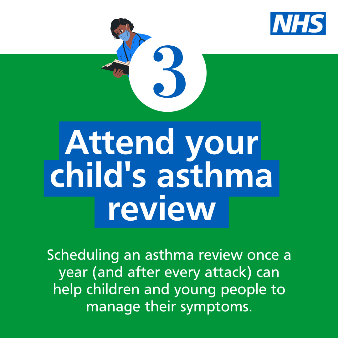 NHS
3
Attend your
child's asthma
review
Scheduling an asthma review once a
year (and after every attack) can
help children and young people to
manage their symptoms.